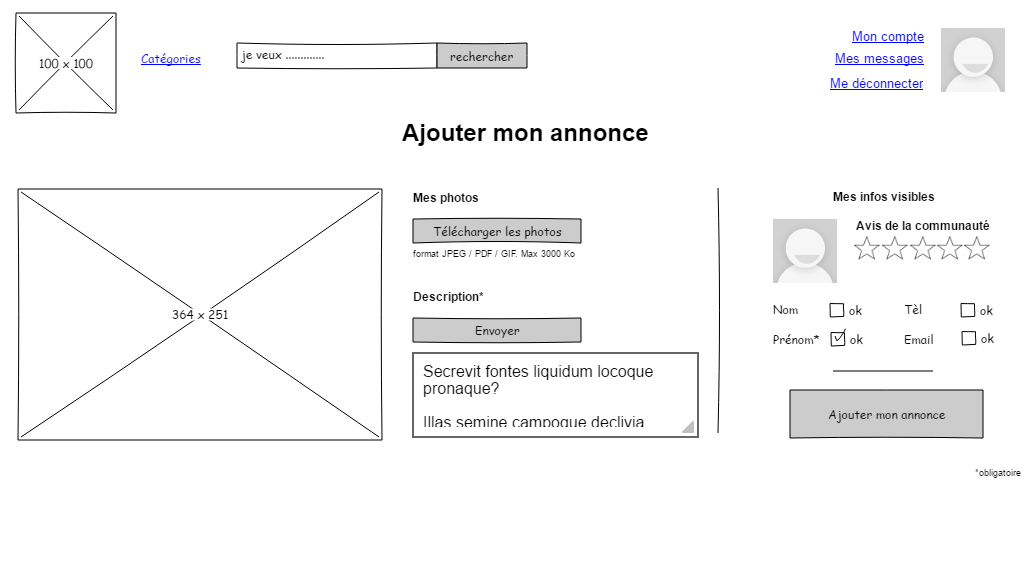 100 x 100
Catégories
je veux .............
rechercher
Mon compte
Mes messages
Me déconnecter
Ajouter mon annonce
364 x 251
Mes photos
Télécharger les photos
format JPEG / PDF / GIF. Max 3000 Ko
Description*
Envoyer
Secrevit fontes liquidum locoque
pronaque?
Illas semine campoque declivia
Mes infos visibles
Avis de la communauté
Nom ok Tèl ok
Prénom* ok Email ok
Ajouter mon annonce
*obligatoire